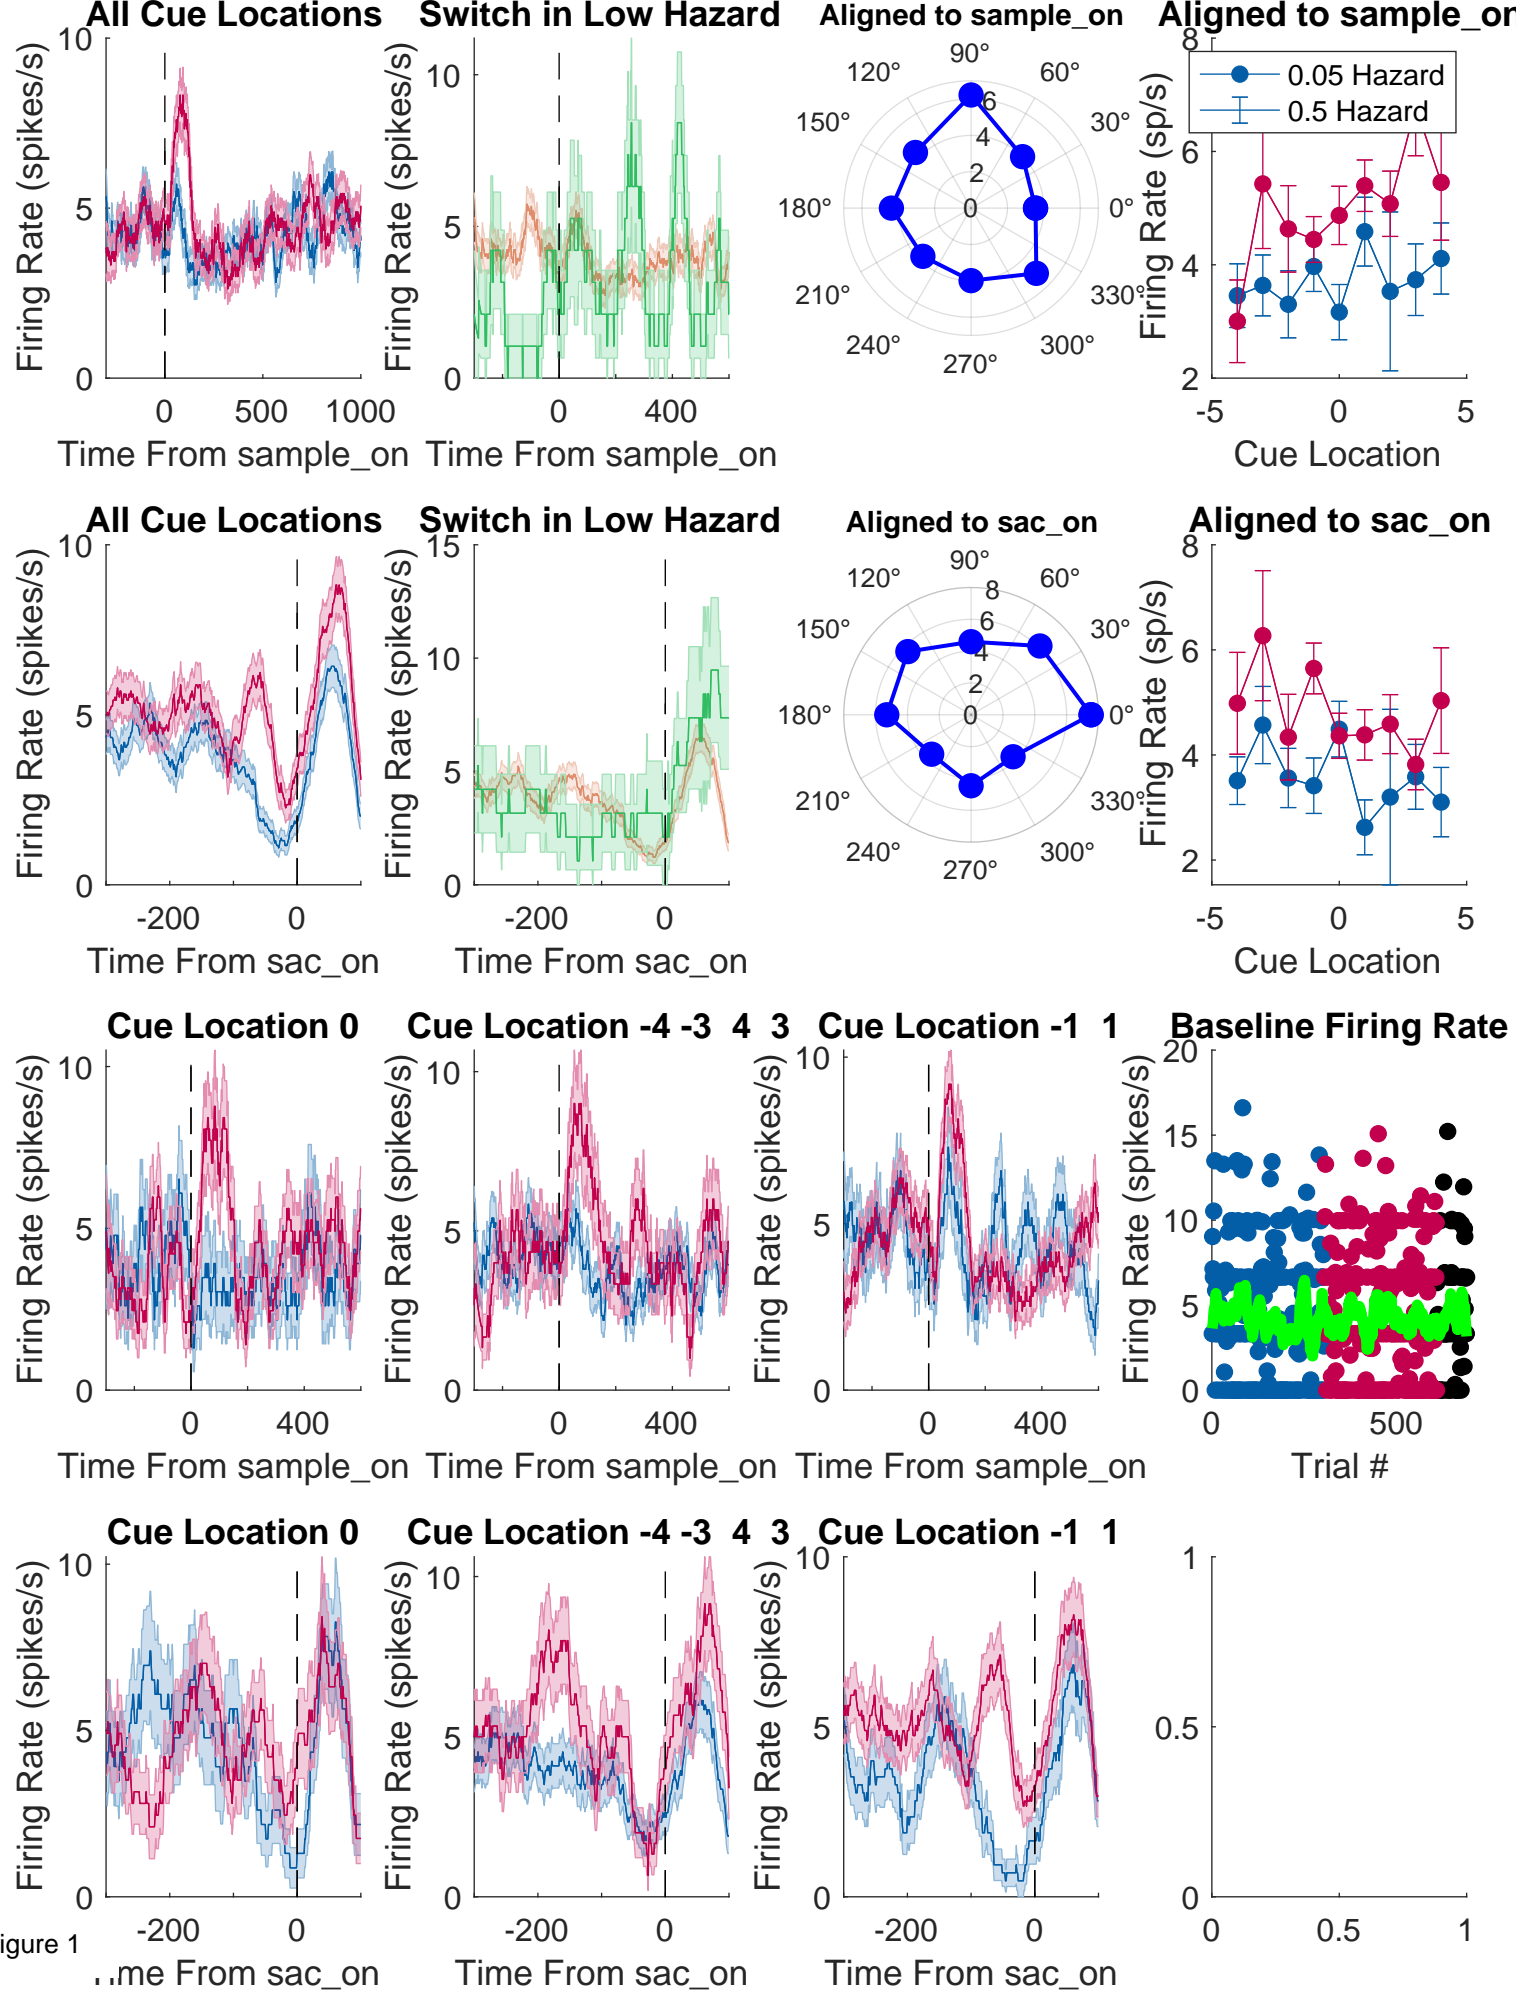 All Cue Locations
Firing Rate (spikes/s)
10
5
0
0 500 1000
Time From sample_on
Switch in Low Hazard
Firing Rate (spikes/s)
10
5
0
0 400
Time From sample_on
Aligned to sample_on
90°
120° 60°
150° 30°
180° 0°
210° 330°
240° 300°
270°
6
4
2
0
Aligned to sample_on
Firing Rate (sp/s)
8
6
4
2
0.05 Hazard
0.5 Hazard
-5 0 5
Cue Location
All Cue Locations
Firing Rate (spikes/s)
10
5
0
-200 0
Time From sac_on
Switch in Low Hazard
Firing Rate (spikes/s)
15
10
5
0
-200 0
Time From sac_on
Aligned to sac_on
90°
120° 60°
150° 30°
180° 0°
210° 330°
240° 300°
270°
8
6
4
2
0
Aligned to sac_on
Firing Rate (sp/s)
8
6
4
2
-5 0 5
Cue Location
Cue Location 0
Firing Rate (spikes/s)
10
5
0
0 400
Time From sample_on
Cue Location -4 -3 4 3
Firing Rate (spikes/s)
10
5
0
0 400
Time From sample_on
Cue Location -1 1
Firing Rate (spikes/s)
10
5
0
0 400
Time From sample_on
Baseline Firing Rate
Firing Rate (spikes/s)
20
15
10
5
0
0 500
Trial #
Cue Location 0
Firing Rate (spikes/s)
10
5
0
-200 0
Time From sac_on
Cue Location -4 -3 4 3
Firing Rate (spikes/s)
10
5
0
-200 0
Time From sac_on
Cue Location -1 1
Firing Rate (spikes/s)
10
5
0
-200 0
Time From sac_on
1
0.5
0
0 0.5 1
igure 1